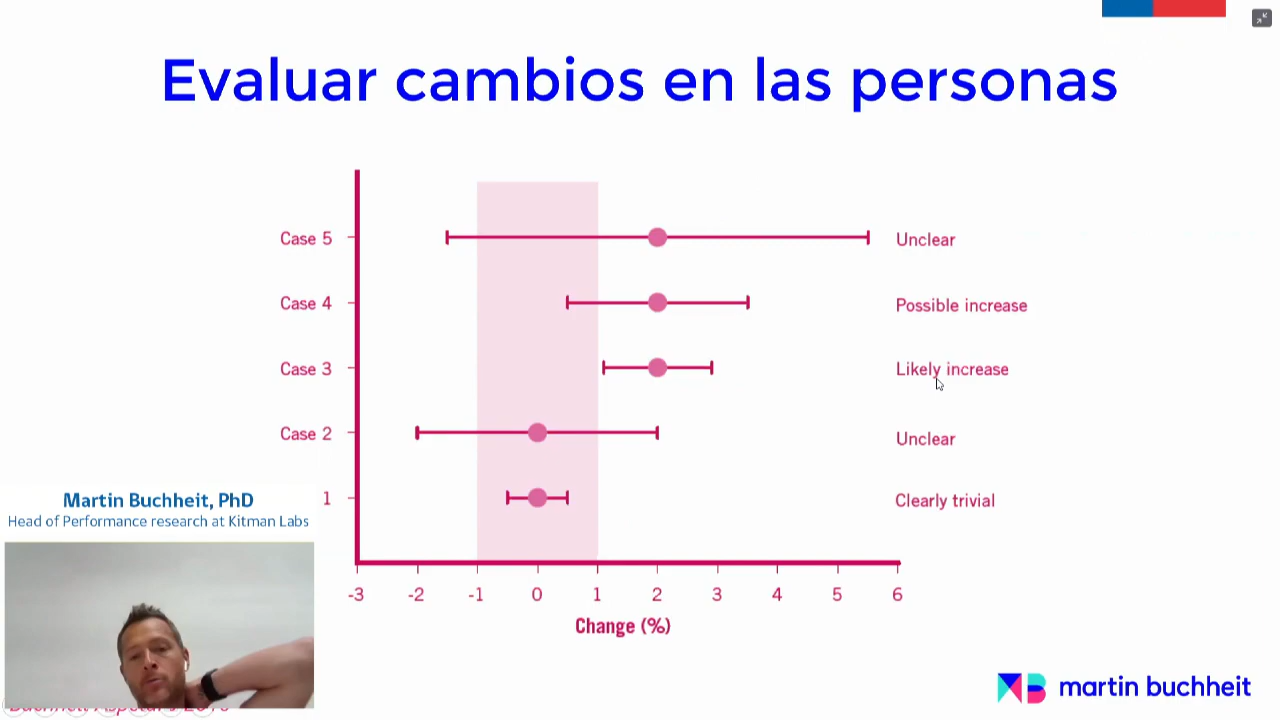 Evaluar cambios en las personas
Case 5
Unclear
Case 4
Possible increase
Case 3
Likely increase
Case 2
Unclear
1
Clearly trivial
-3 -2 -1 0 1 2 3 4 5 6
Change (%)
Martin Buchheit, PhD
Head of Performance research at Kitman Labs
martin buchheit